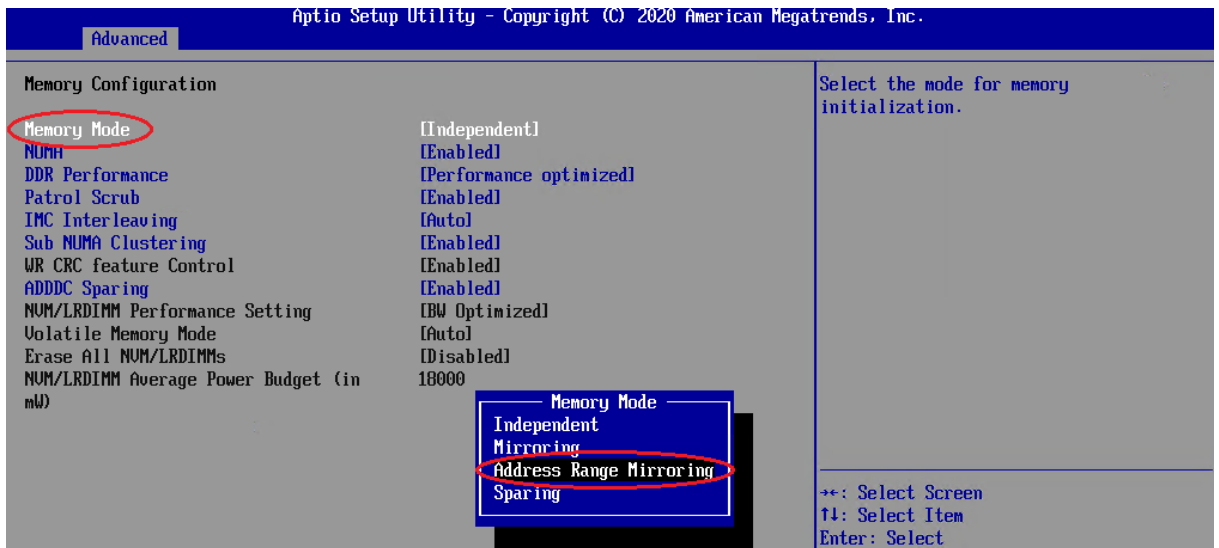 Aptio Setup Utility - Copyright (C) 2020 American Megatrends, Inc.
Advanced
Memory Configuration
Memory Mode [Independent]
NUMA [Enabled]
DDR Performance [Performance optimized]
Patrol Scrub [Enabled]
IMC Interleaving [Auto]
Sub NUMA Clustering [Enabled]
WR CRC feature Control [Enabled]
ADDDC Sparing [Enabled]
NVM/LRDIMM Performance Setting [BW Optimized]
Volatile Memory Mode [Auto]
Erase All NVM/LRDIMMs [Disabled]
NVM/LRDIMM Average Power Budget (in 18000
mW)
Memory Mode
Independent
Mirroring
Address Range Mirroring
Sparing
Select the mode for memory
initialization.
→←: Select Screen
↑↓: Select Item
Enter: Select